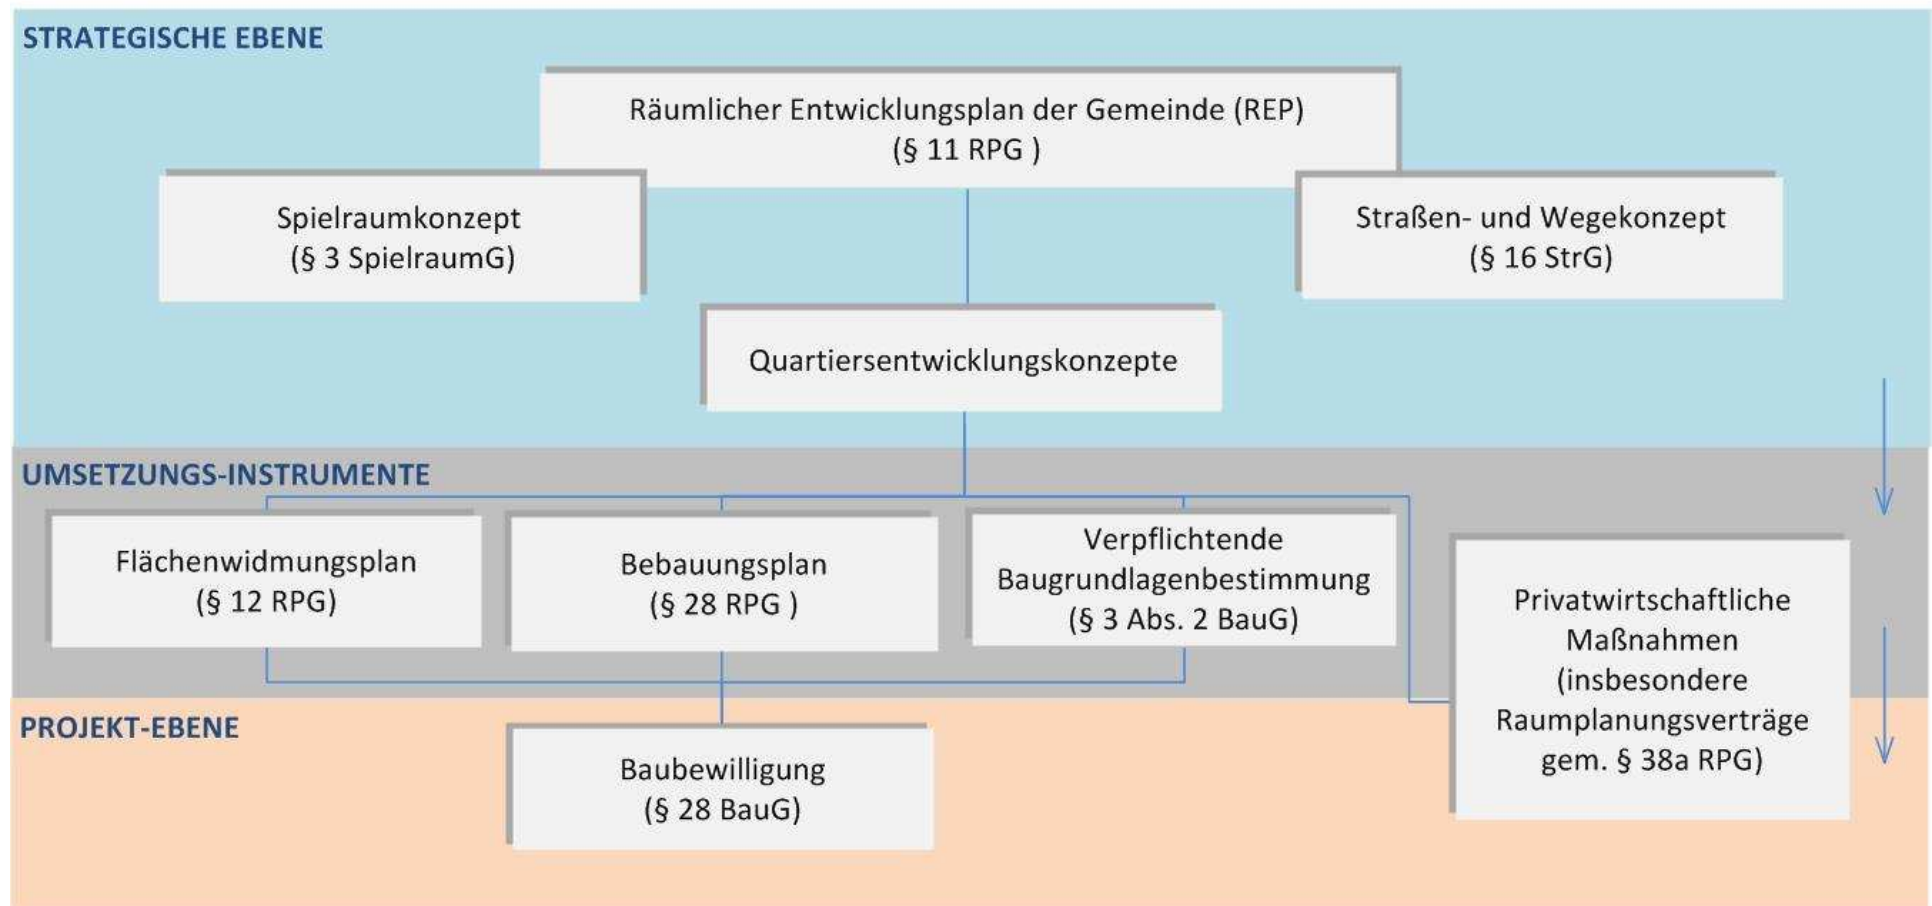 STRATEGISCHE EBENE
Räumlicher Entwicklungsplan der Gemeinde (REP)
(§ 11 RPG )
Spielraumkonzept
(§ 3 SpielraumG)
Straßen- und Wegekonzept
(§ 16 StrG)
Quartiersentwicklungskonzepte
UMSETZUNGS-INSTRUMENTE
Flächenwidmungsplan
(§ 12 RPG)
Bebauungsplan
(§ 28 RPG )
Verpflichtende
Baugrundlagenbestimmung
(§ 3 Abs. 2 BauG)
Privatwirtschaftliche
Maßnahmen
(insbesondere
Raumplanungsverträge
gem. § 38a RPG)
PROJEKT-EBENE
Baubewilligung
(§ 28 BauG)